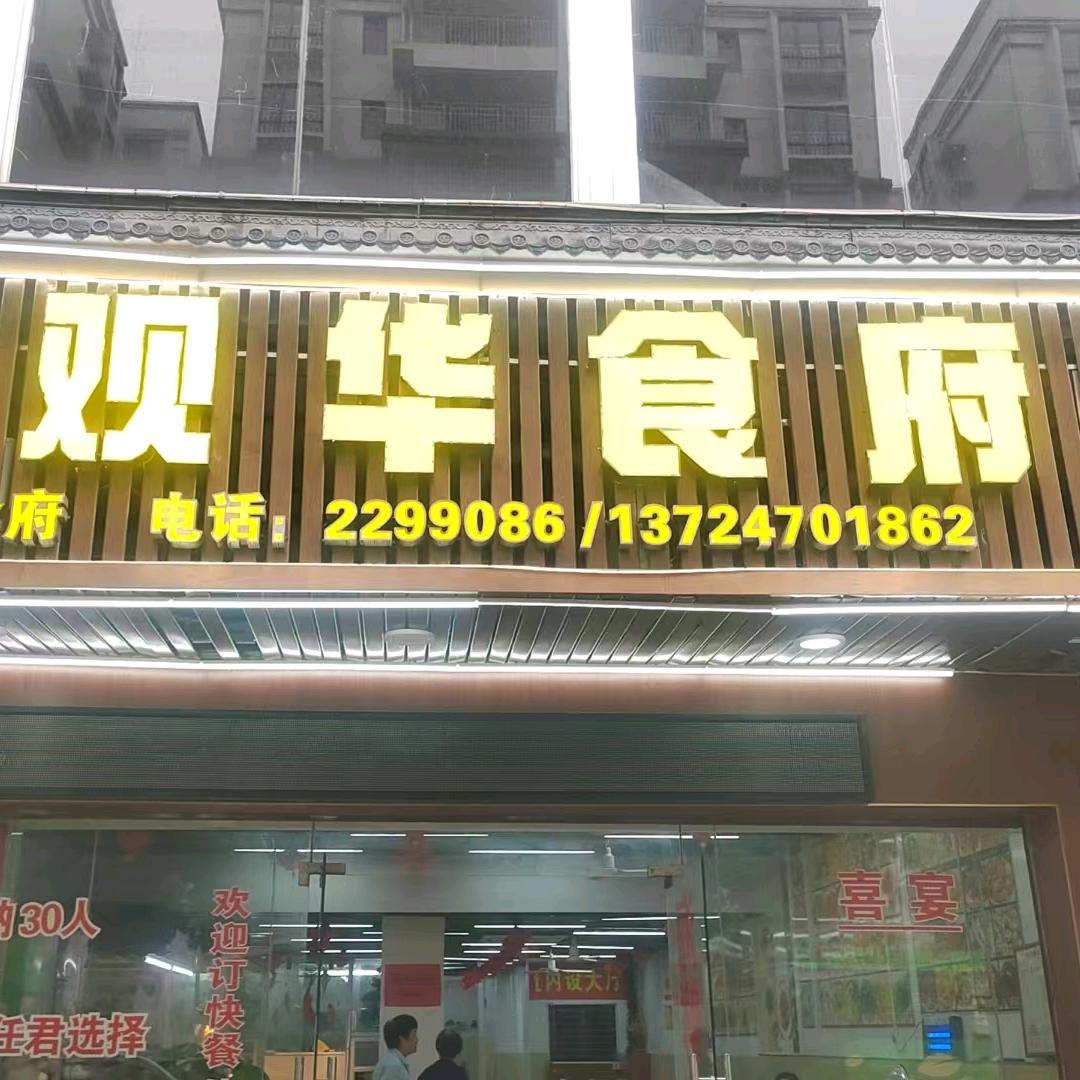 观华食府
府 电话：2299086 /13724701862
喜宴
30人
欢迎订快餐
任君选择
内设大厅